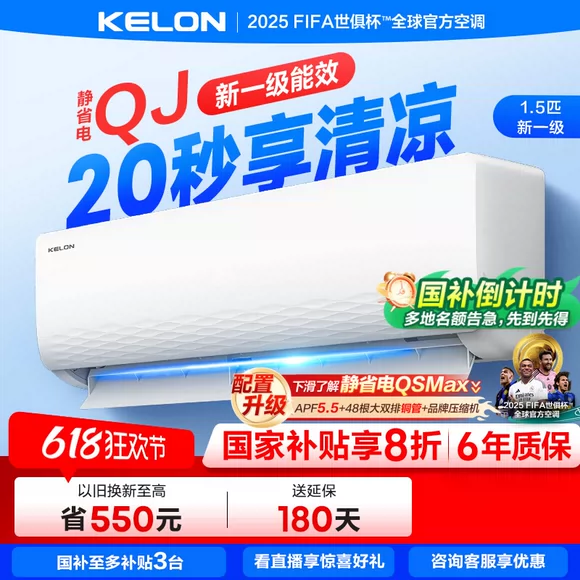 KELON | 2025 FIFA世俱杯™全球官方空调
静省电 QJ 新一级能效
20秒享清凉
1.5匹
新一级
KELON
国补倒计时
多地名额告急,先到先得
配置升级
下滑了解静省电QSMax
APF5.5+48根大双排铜管+品牌压缩机
2025 FIFA世俱杯™
全球官方空调
618狂欢节
国家补贴享8折 | 6年质保
以旧换新至高
省550元
送延保
180天
国补至多补贴3台
看直播享惊喜好礼
咨询客服享优惠